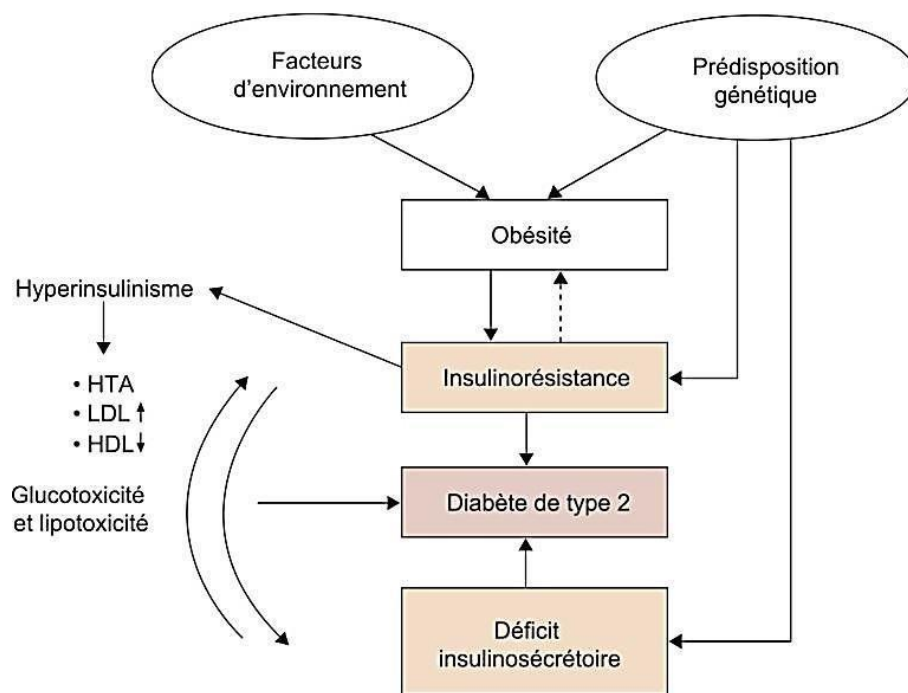 Facteurs
d'environnement
Prédisposition
génétique
Obésité
Hyperinsulinisme
Insulinorésistance
• HTA
• LDL ↑
• HDL ↓
Glucotoxicité
et lipotoxicité
Diabète de type 2
Déficit
insulinosécrétoire